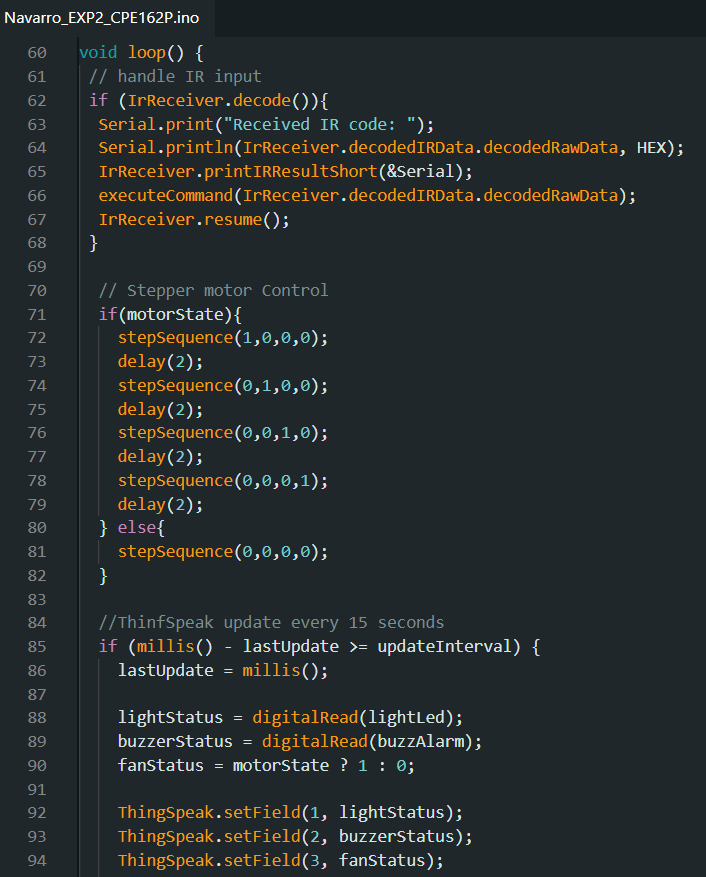 Navarro_EXP2_CPE162P.ino
60 void loop() {
61 // handle IR input
62 if (IrReceiver.decode()){
63 Serial.print("Received IR code: ");
64 Serial.println(IrReceiver.decodedIRData.decodedRawData, HEX);
65 IrReceiver.printIRResultShort(&Serial);
66 executeCommand(IrReceiver.decodedIRData.decodedRawData);
67 IrReceiver.resume();
68 }
69
70 // Stepper motor Control
71 if(motorState){
72 stepSequence(1,0,0,0);
73 delay(2);
74 stepSequence(0,1,0,0);
75 delay(2);
76 stepSequence(0,0,1,0);
77 delay(2);
78 stepSequence(0,0,0,1);
79 delay(2);
80 } else{
81 stepSequence(0,0,0,0);
82 }
83
84 //ThinfSpeak update every 15 seconds
85 if (millis() - lastUpdate >= updateInterval) {
86 lastUpdate = millis();
87
88 lightStatus = digitalRead(lightLed);
89 buzzerStatus = digitalRead(buzzAlarm);
90 fanStatus = motorState ? 1 : 0;
91
92 ThingSpeak.setField(1, lightStatus);
93 ThingSpeak.setField(2, buzzerStatus);
94 ThingSpeak.setField(3, fanStatus);